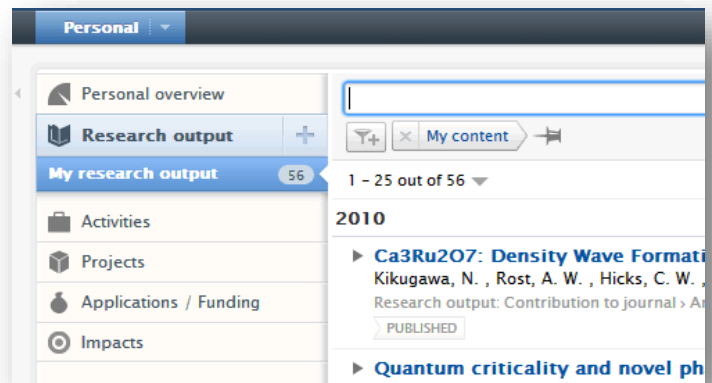 Personal
Personal overview
Research output
My research output 56
Activities
Projects
Applications / Funding
Impacts
My content
1 – 25 out of 56
2010
Ca3Ru2O7: Density Wave
Kikugawa, N. , Rost, A. W. , Hicks, C. W. ,
Research output: Contribution to journal ›
PUBLISHED
Quantum criticality and novel